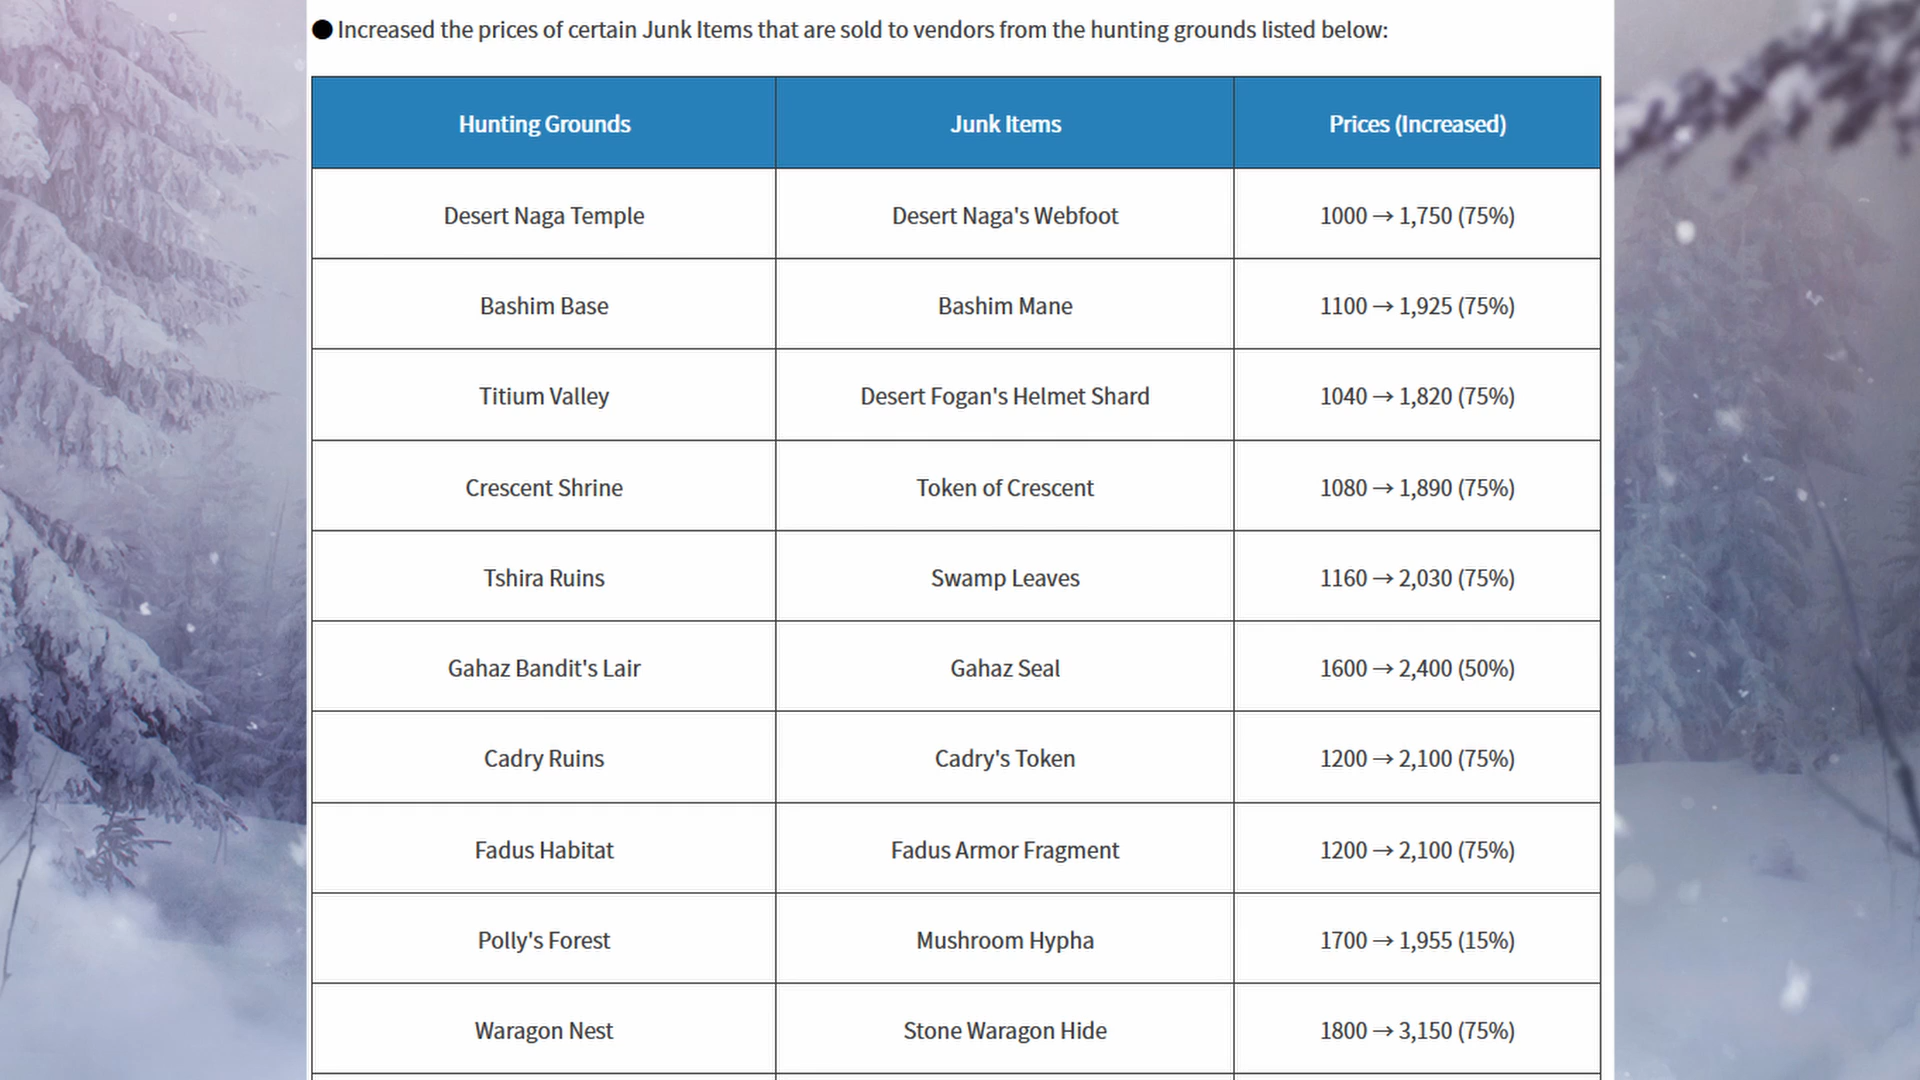 ● Increased the prices of certain Junk Items that are sold to vendors from the hunting grounds listed below:
Hunting Grounds Junk Items Prices (Increased)
Desert Naga Temple Desert Naga's Webfoot 1000 → 1,750 (75%)
Bashim Base Bashim Mane 1100 → 1,925 (75%)
Titium Valley Desert Fogan's Helmet Shard 1040 → 1,820 (75%)
Crescent Shrine Token of Crescent 1080 → 1,890 (75%)
Tshira Ruins Swamp Leaves 1160 → 2,030 (75%)
Gahaz Bandit's Lair Gahaz Seal 1600 → 2,400 (50%)
Cadry Ruins Cadry's Token 1200 → 2,100 (75%)
Fadus Habitat Fadus Armor Fragment 1200 → 2,100 (75%)
Polly's Forest Mushroom Hypha 1700 → 1,955 (15%)
Waragon Nest Stone Waragon Hide 1800 → 3,150 (75%)